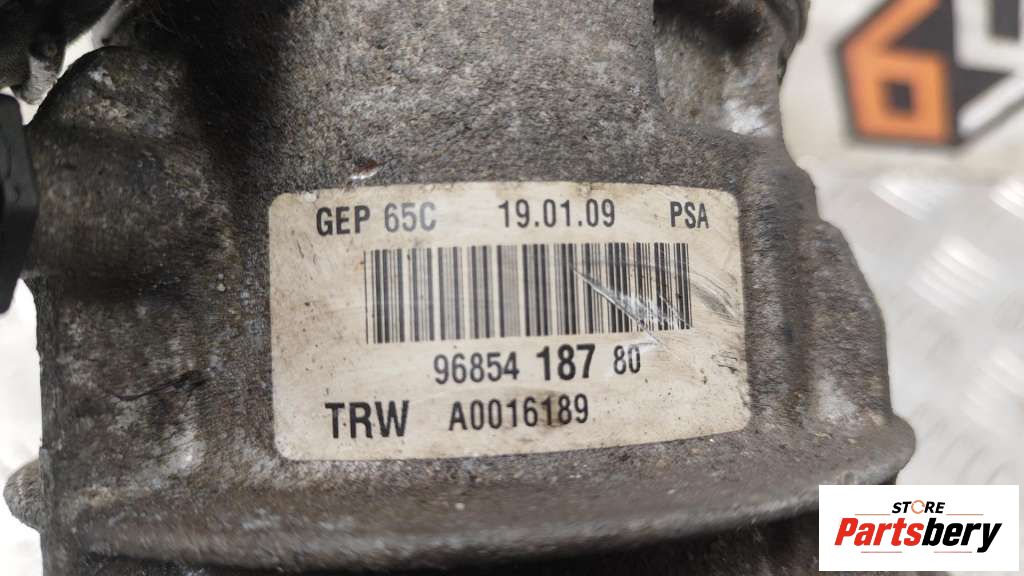 GEP 65C 19.01.09 PSA
96854 187 80
TRW A0016189
STORE
Partsbery